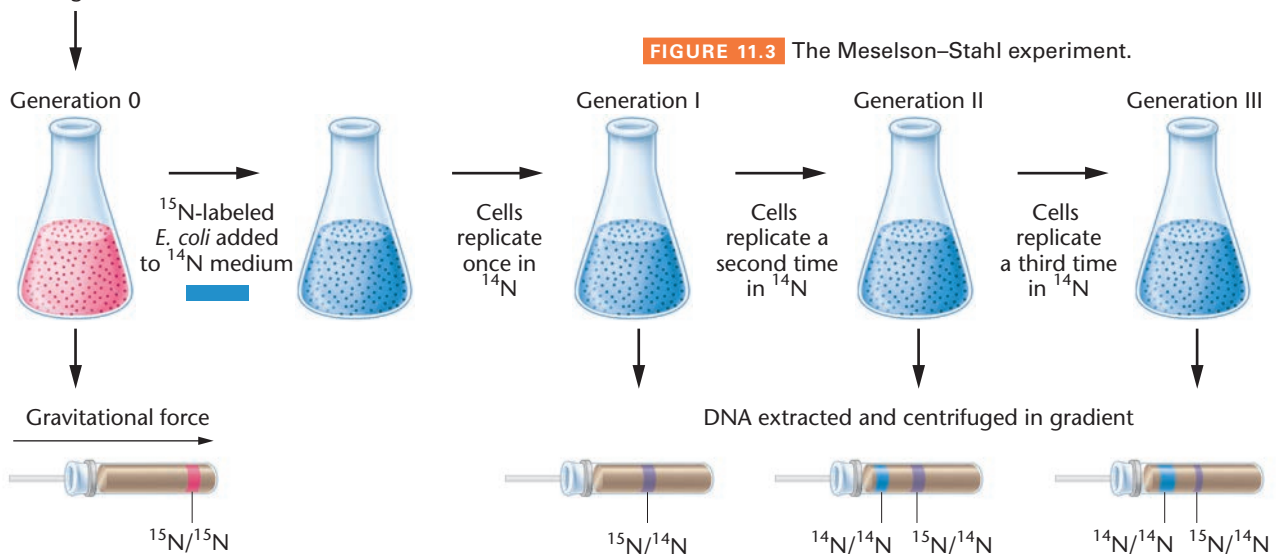 FIGURE 11.3 The Meselson–Stahl experiment.
Generation 0
Generation I
Generation II
Generation III
¹⁵N-labeled
E. coli added
to ¹⁴N medium
Cells
replicate
once in
¹⁴N
Cells
replicate a
second time
in ¹⁴N
Cells
replicate
a third time
in ¹⁴N
Gravitational force
DNA extracted and centrifuged in gradient
¹⁵N/¹⁵N
¹⁵N/¹⁴N
¹⁴N/¹⁴N
¹⁵N/¹⁴N
¹⁴N/¹⁴N
¹⁵N/¹⁴N